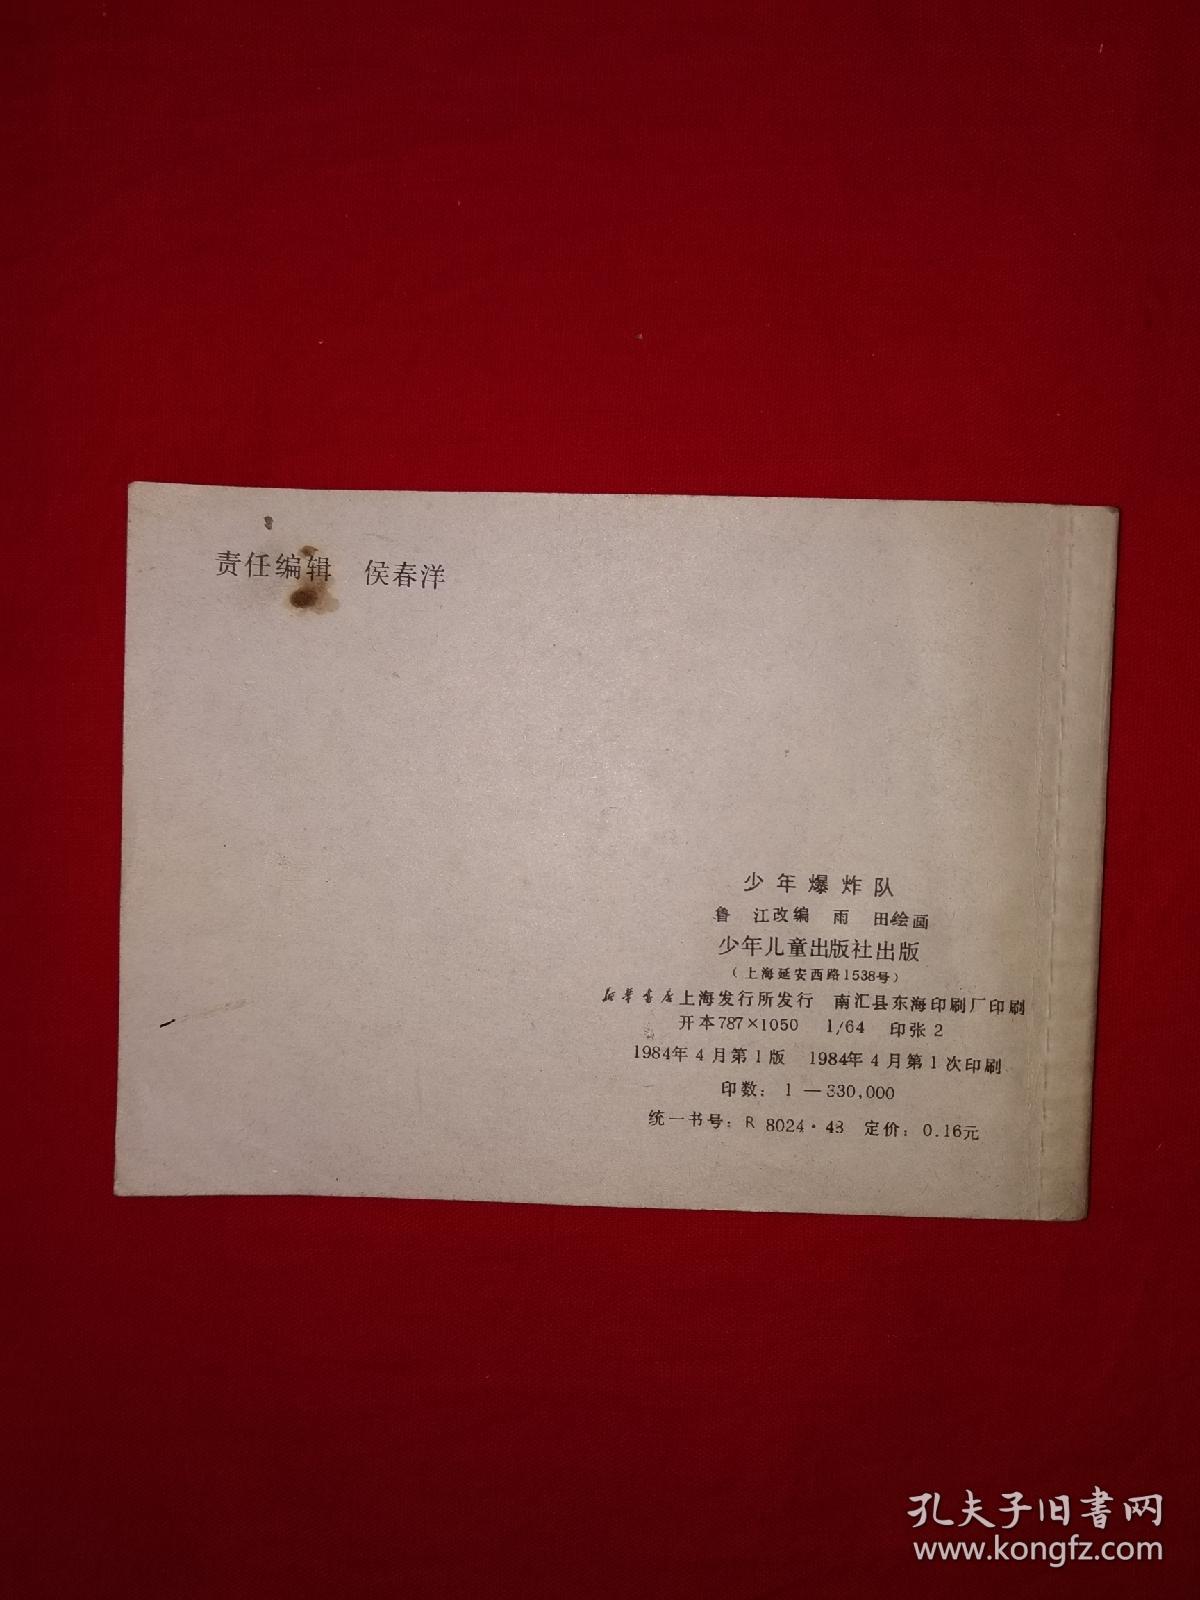 责任编辑 侯春洋
少年爆炸队
鲁 江改编 雨 田绘画
少年儿童出版社出版
(上海延安西路1538号)
新华书店上海发行所发行 南汇县东海印刷厂印刷
开本787×1050 1/64 印张2
1984年4月第1版 1984年4月第1次印刷
印数：1—330,000
统一书号：R 8024·43 定价：0.16元
孔夫子旧书网
www.kongfz.com